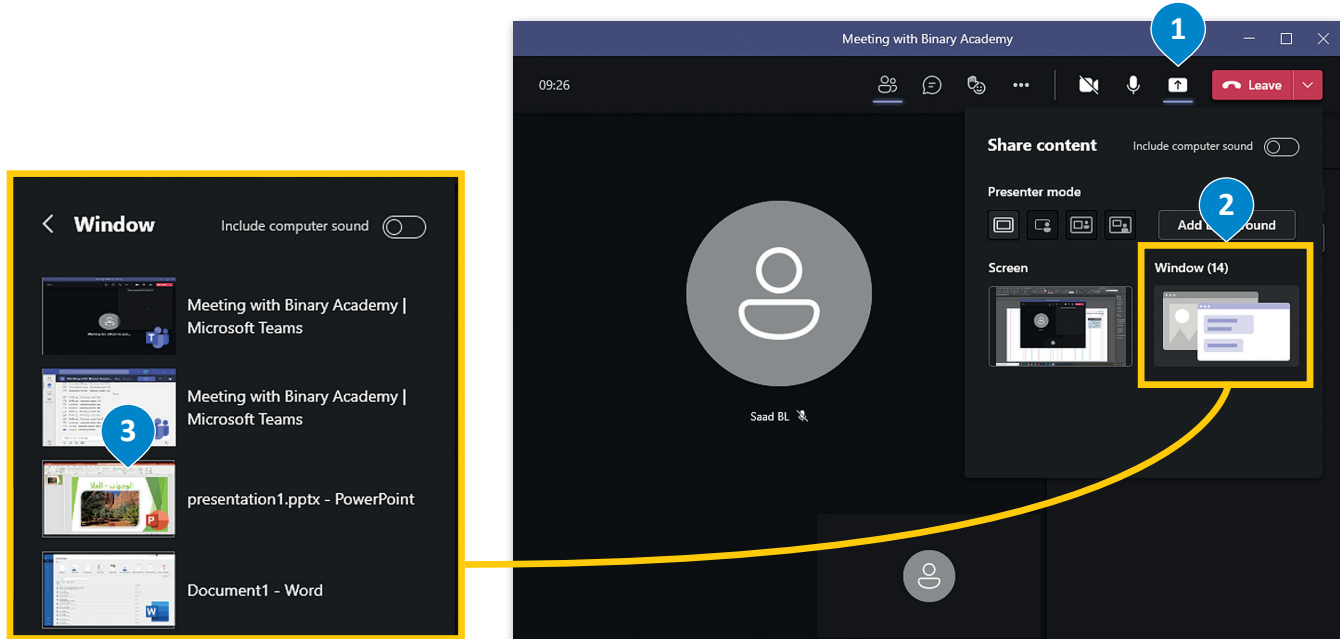 Meeting with Binary Academy
1
09:26
Leave
Share content
Include computer sound
Presenter mode
2
Screen
Window (14)
Window
Include computer sound
Meeting with Binary Academy |
Microsoft Teams
Meeting with Binary Academy |
Microsoft Teams
3
الوجهات - العلا
presentation1.pptx - PowerPoint
Document1 - Word
Saad BL